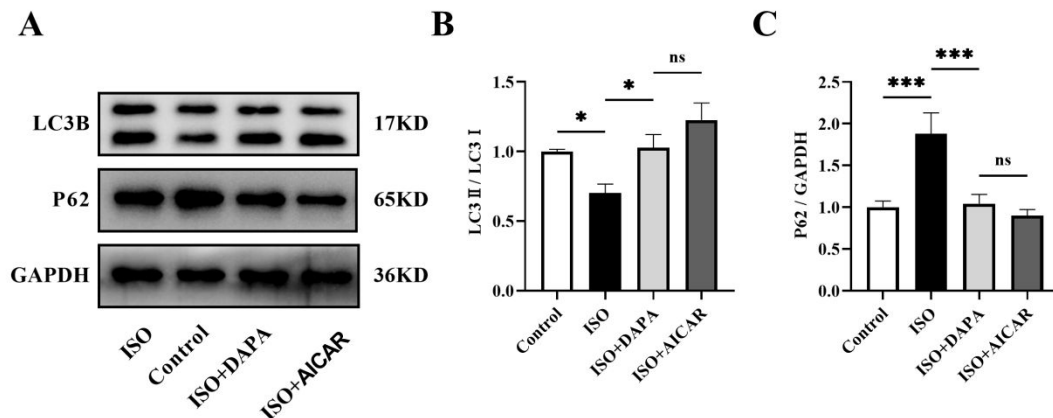 A
LC3B
17KD
P62
65KD
GAPDH
36KD
ISO
Control
ISO+DAPA
ISO+AICAR
B
LC3 II / LC3 I
1.5
1.0
0.5
0.0
*
*
ns
Control
ISO
ISO+DAPA
ISO+AICAR
C
P62 / GAPDH
2.5
2.0
1.5
1.0
0.5
0.0
***
***
ns
Control
ISO
ISO+DAPA
ISO+AICAR